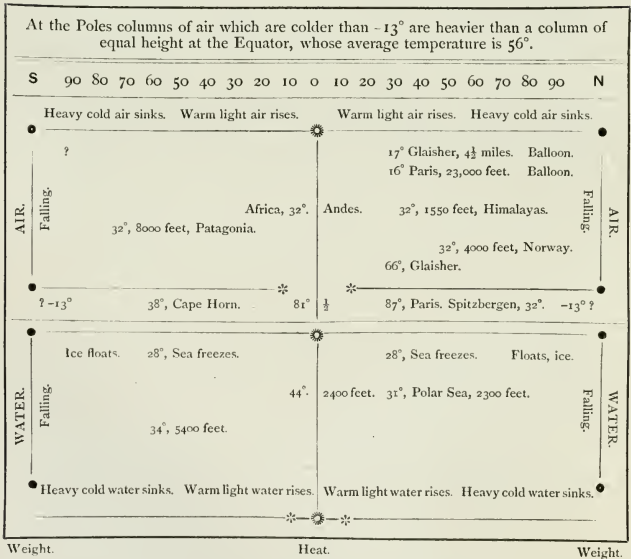 At the Poles columns of air which are colder than −13° are heavier than a column of
equal height at the Equator, whose average temperature is 56°.
S 90 80 70 60 50 40 30 20 10 0 10 20 30 40 50 60 70 80 90 N
Heavy cold air sinks. Warm light air rises. Warm light air rises. Heavy cold air sinks.
? 17° Glaisher, 4½ miles. Balloon.
16° Paris, 23,000 feet. Balloon.
AIR. Falling. Falling. AIR.
Africa, 32°. Andes. 32°, 1550 feet, Himalayas.
32°, 8000 feet, Patagonia.
32°, 4000 feet, Norway.
66°, Glaisher.
? −13° 38°, Cape Horn. 81° ½ 87°, Paris. Spitzbergen, 32°. −13° ?
Ice floats. 28°, Sea freezes. 28°, Sea freezes. Floats, ice.
WATER. Falling. Falling. WATER.
44°. 2400 feet. 31°, Polar Sea, 2300 feet.
34°, 5400 feet.
Heavy cold water sinks. Warm light water rises. Warm light water rises. Heavy cold water sinks.
Weight. Heat. Weight.